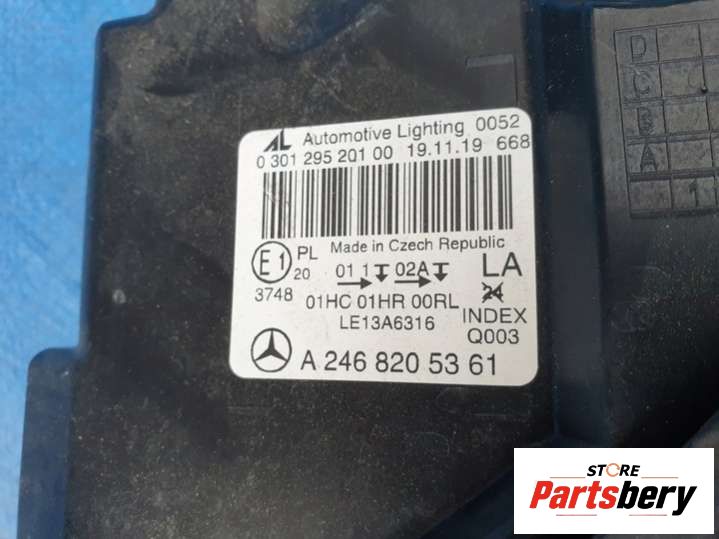 AL Automotive Lighting 0052
0 301 295 201 00 19.11.19 668
Made in Czech Republic
E1 PL 20 01 1 02A LA
3748 01HC 01HR 00RL 24
LE13A6316 INDEX
Q003
A 246 820 53 61
D
C
B
A
1
STORE
Partsbery